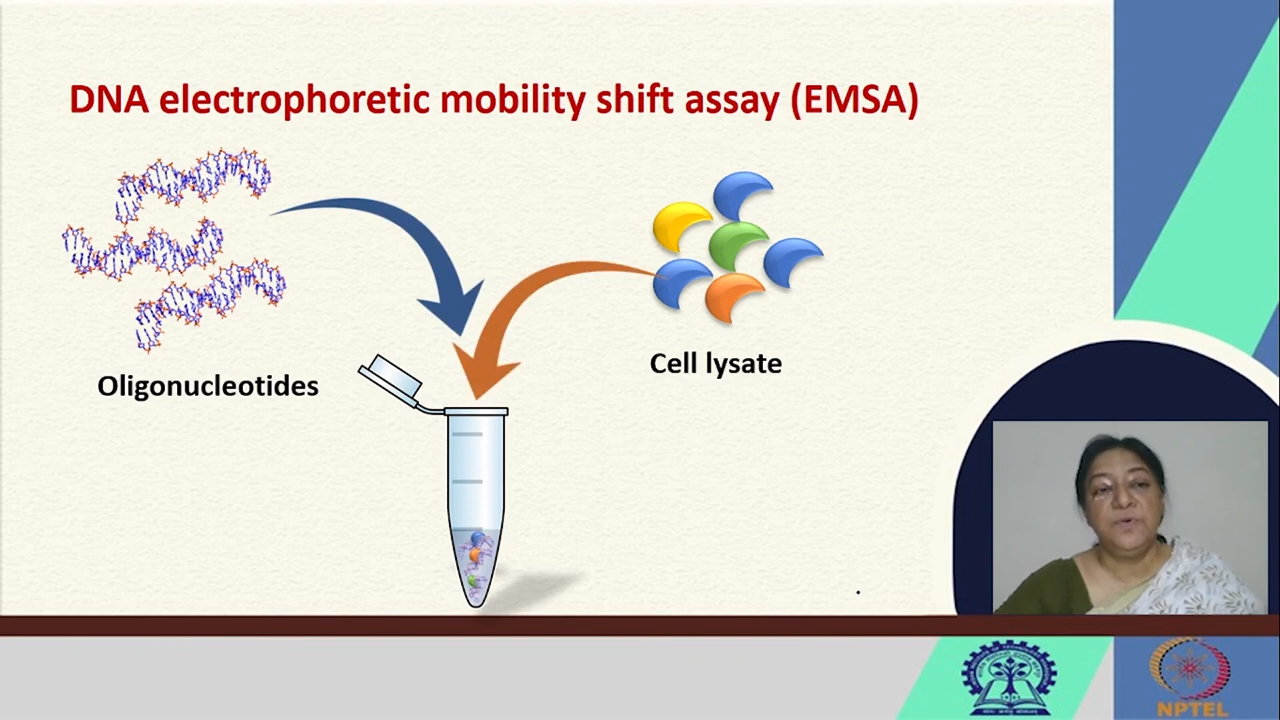 DNA electrophoretic mobility shift assay (EMSA)
Oligonucleotides
Cell lysate
NPTEL